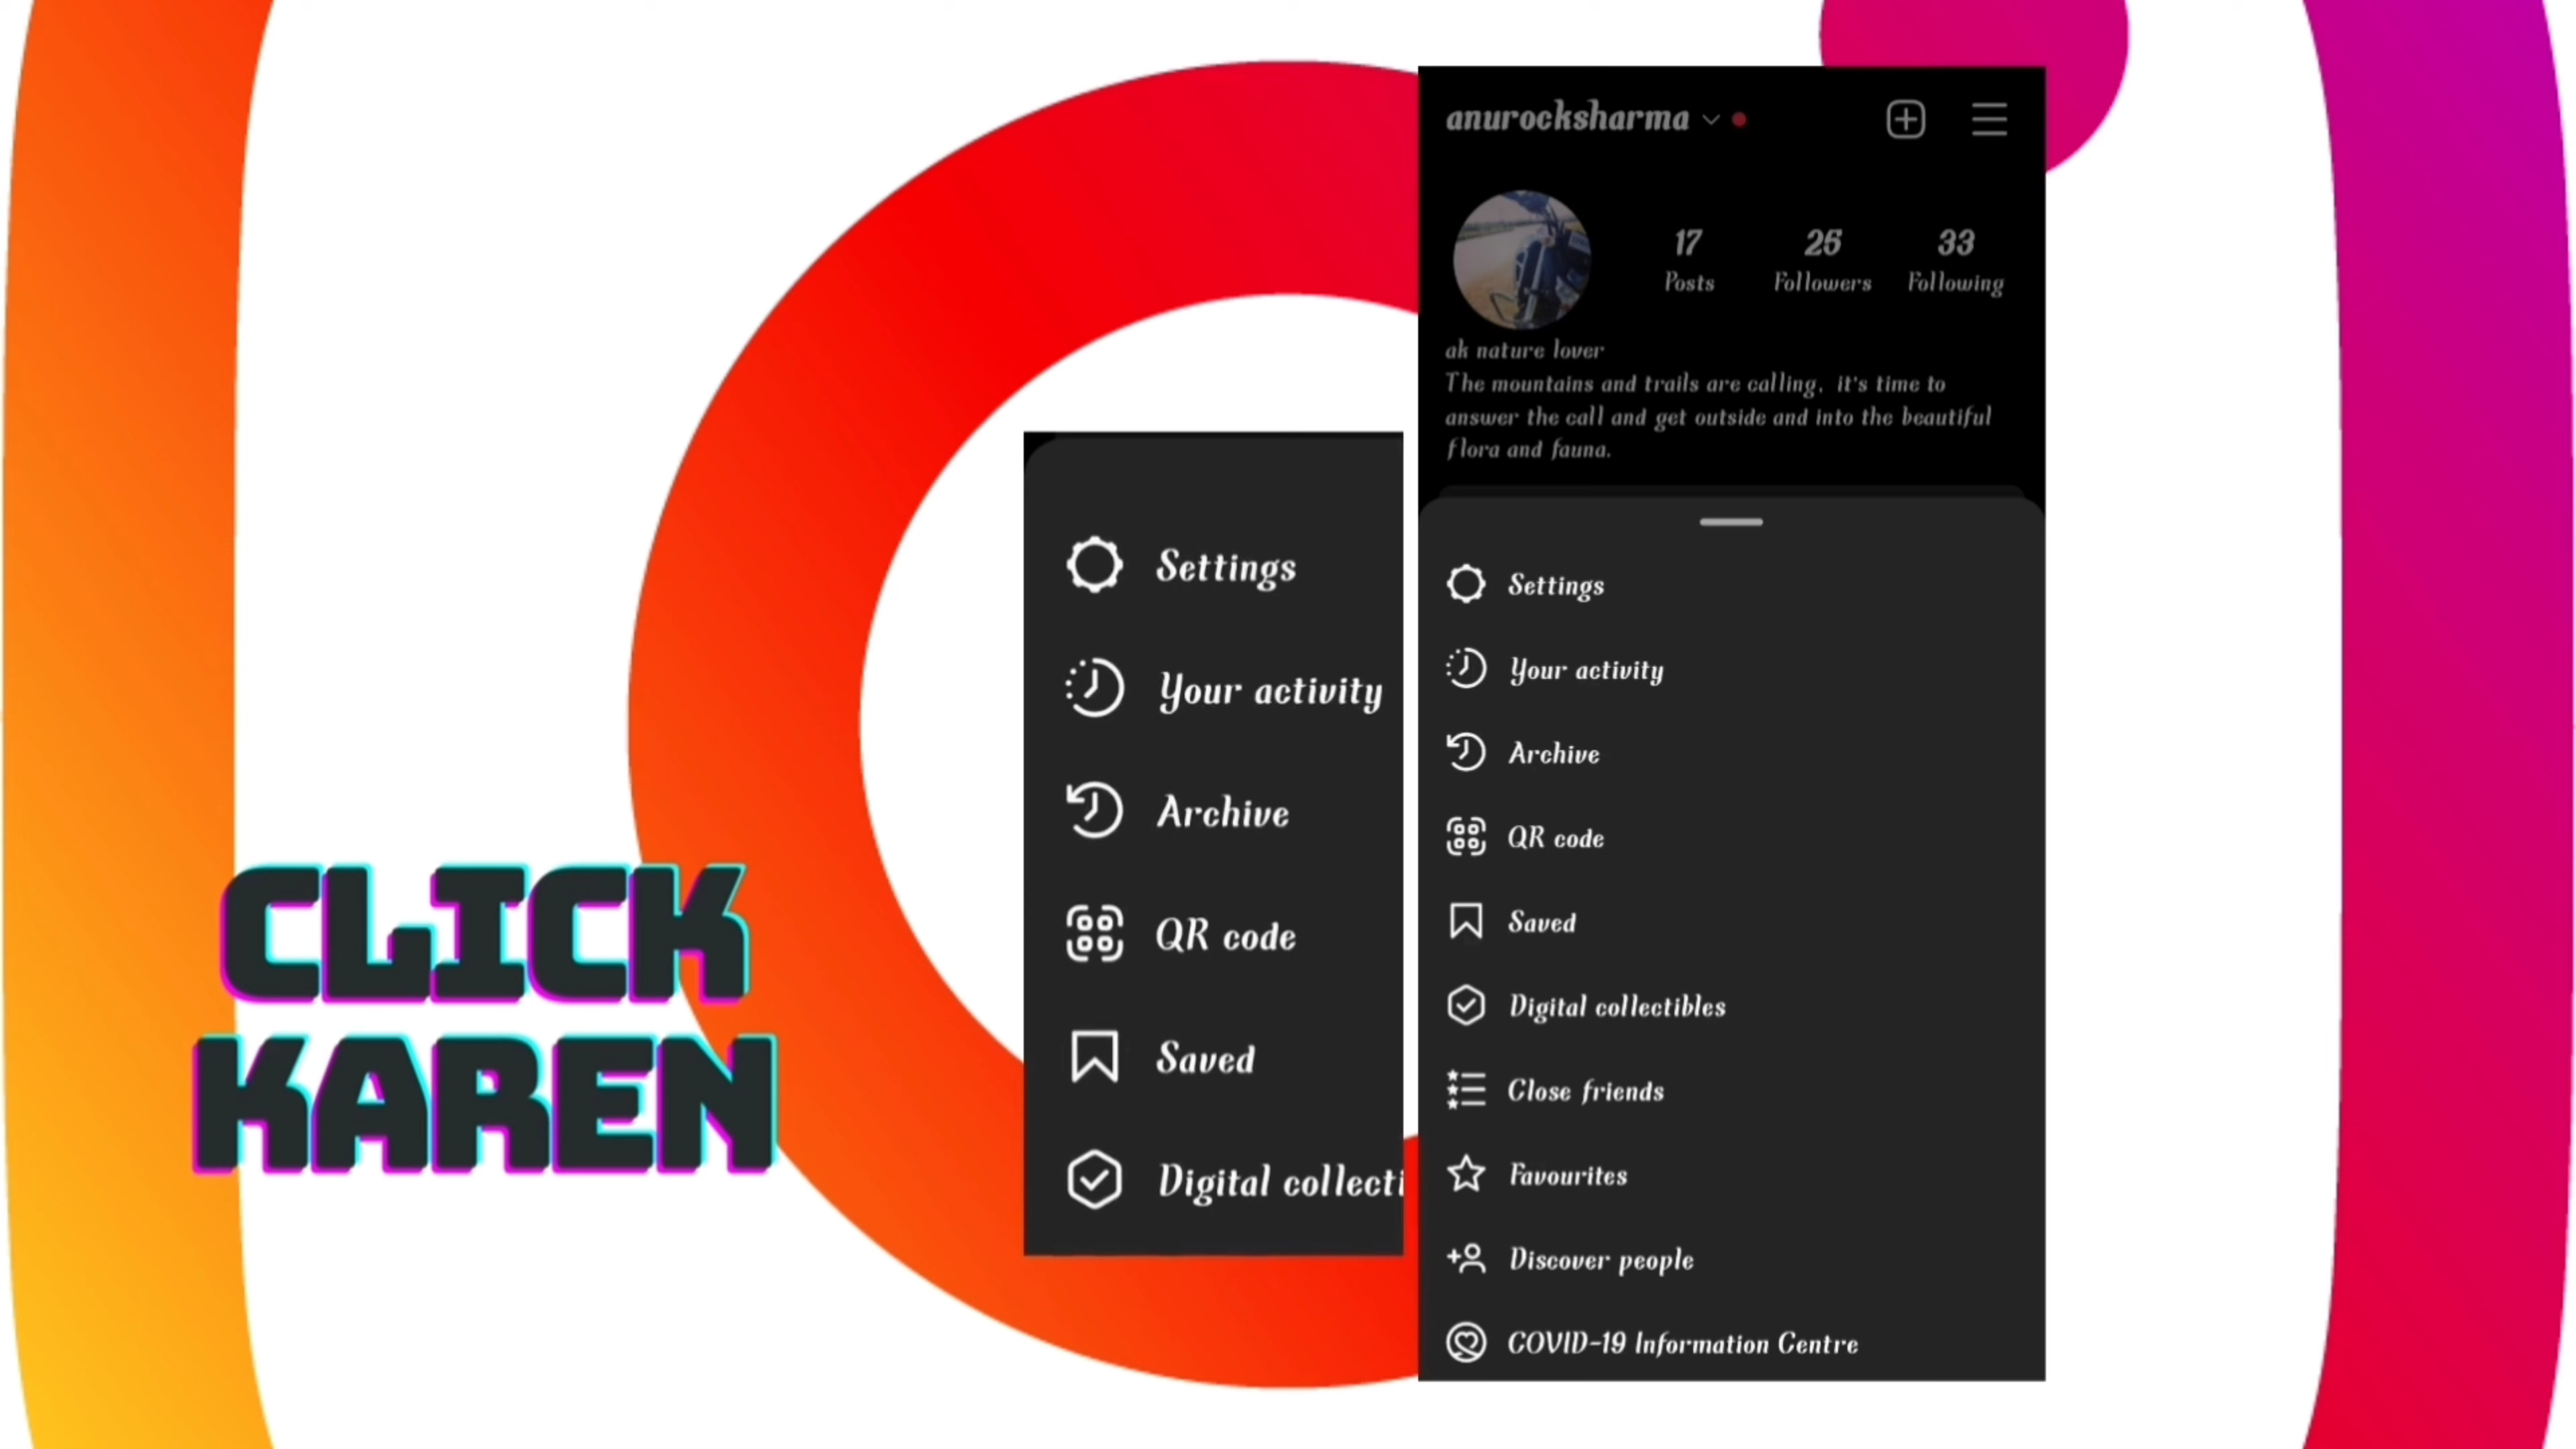 CLICK
KAREN
Settings
Your activity
Archive
QR code
Saved
Digital collecti
anurocksharma
17
Posts
26
Followers
33
Following
ak nature lover
The mountains and trails are calling, it's time to
answer the call and get outside and into the beautiful
flora and fauna.
Settings
Your activity
Archive
QR code
Saved
Digital collectibles
Close friends
Favourites
Discover people
COVID-19 Information Centre